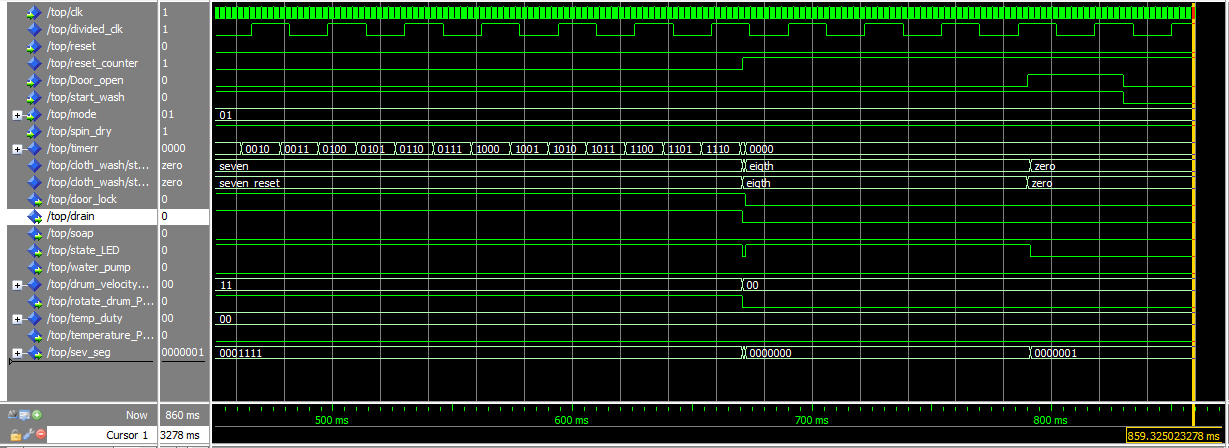 /top/clk 1
/top/divided_clk 1
/top/reset 0
/top/reset_counter 1
/top/Door_open 0
/top/start_wash 0
/top/mode 01 01
/top/spin_dry 1
/top/timerr 0000 0010 0011 0100 0101 0110 0111 1000 1001 1010 1011 1100 1101 1110 0000
/top/cloth_wash/st... zero seven eigth zero
/top/cloth_wash/st... zero seven_reset eigth zero
/top/door_lock 0
/top/drain 0
/top/soap 0
/top/state_LED 0
/top/water_pump 0
/top/drum_velocity... 00 11 00
/top/rotate_drum_P... 0
/top/temp_duty 00 00
/top/temperature_P... 0
/top/sev_seg 0000001 0001111 0000000 0000001
Now 860 ms 500 ms 600 ms 700 ms 800 ms
Cursor 1 3278 ms 859.325023278 ms